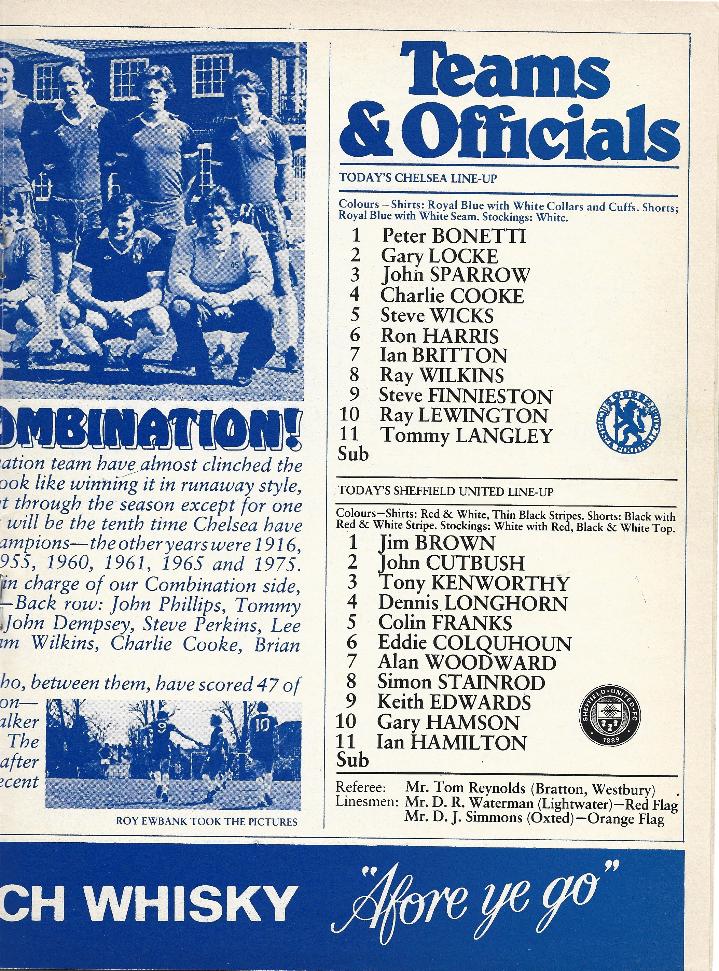 OMBINATION!
ation team have almost clinched the
ook like winning it in runaway style,
t through the season except for one
will be the tenth time Chelsea have
ampions—the other years were 1916,
955, 1960, 1961, 1965 and 1975.
in charge of our Combination side,
—Back row: John Phillips, Tommy
John Dempsey, Steve Perkins, Lee
am Wilkins, Charlie Cooke, Brian
ho, between them, have scored 47 of
on—
alker
The
after
ecent
9
10
ROY EWBANK TOOK THE PICTURES
Teams
& Officials
TODAY'S CHELSEA LINE-UP
Colours – Shirts: Royal Blue with White Collars and Cuffs. Shorts;
Royal Blue with White Seam. Stockings: White.
1 Peter BONETTI
2 Gary LOCKE
3 John SPARROW
4 Charlie COOKE
5 Steve WICKS
6 Ron HARRIS
7 Ian BRITTON
8 Ray WILKINS
9 Steve FINNIESTON
10 Ray LEWINGTON
11 Tommy LANGLEY
Sub
TODAY'S SHEFFIELD UNITED LINE-UP
Colours—Shirts: Red & White, Thin Black Stripes. Shorts: Black with
Red & White Stripe. Stockings: White with Red, Black & White Top.
1 Jim BROWN
2 John CUTBUSH
3 Tony KENWORTHY
4 Dennis LONGHORN
5 Colin FRANKS
6 Eddie COLQUHOUN
7 Alan WOODWARD
8 Simon STAINROD
9 Keith EDWARDS
10 Gary HAMSON
11 Ian HAMILTON
Sub
SHEFFIELD UNITED F.C.
1889
Referee: Mr. Tom Reynolds (Bratton, Westbury)
Linesmen: Mr. D. R. Waterman (Lightwater)—Red Flag
Mr. D. J. Simmons (Oxted)—Orange Flag
CH WHISKY "Afore ye go"